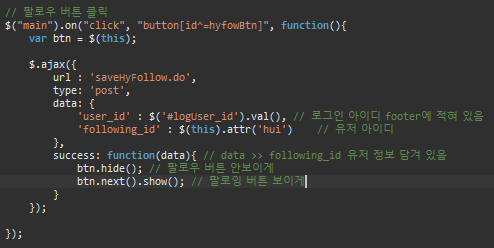 // 팔로우 버튼 클릭
$("main").on("click", "button[id^=hyfowBtn]", function(){
    var btn = $(this);
    $.ajax({
        url : 'saveHyFollow.do',
        type: 'post',
        data: {
            'user_id' : $('#logUser_id').val(), // 로그인 아이디 footer에 적혀 있음
            'following_id' : $(this).attr('hui')    // 유저 아이디
        },
        success: function(data){ // data >> following_id 유저 정보 담겨 있음
            btn.hide(); // 팔로우 버튼 안보이게
            btn.next().show(); // 팔로잉 버튼 보이게
        }
    });
});